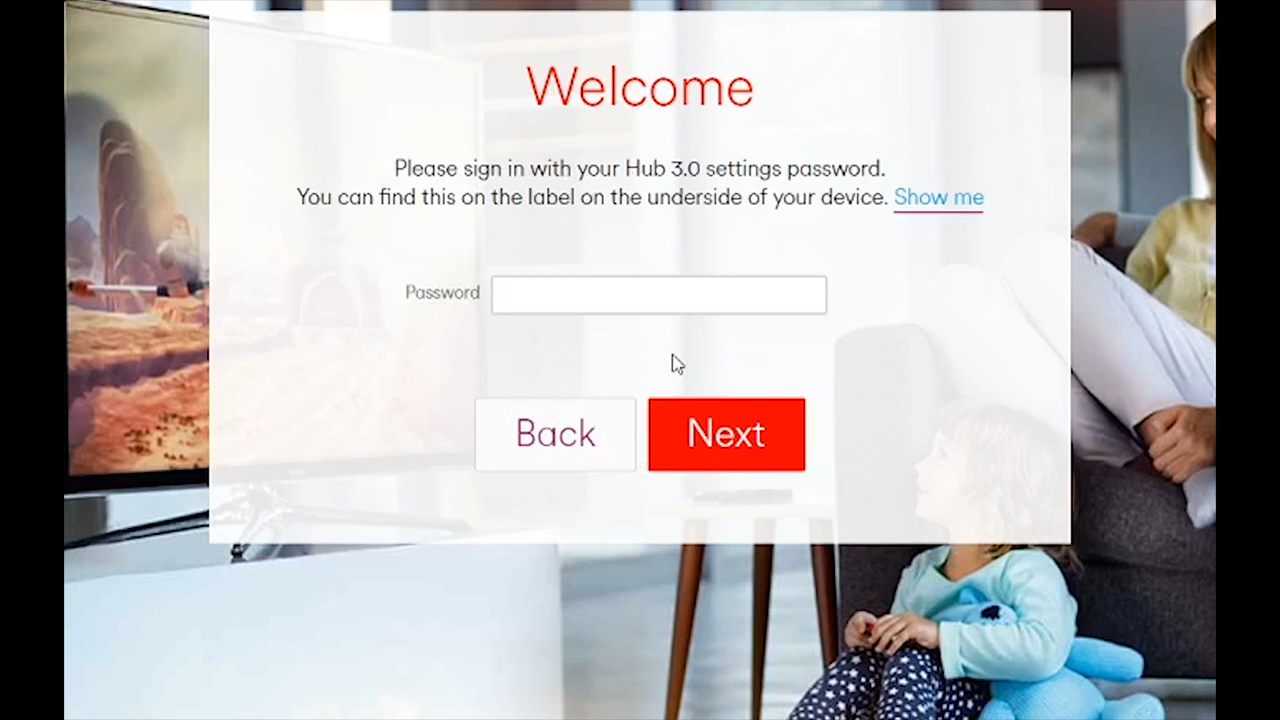 Welcome
Please sign in with your Hub 3.0 settings password.
You can find this on the label on the underside of your device. Show me
Password
Back
Next